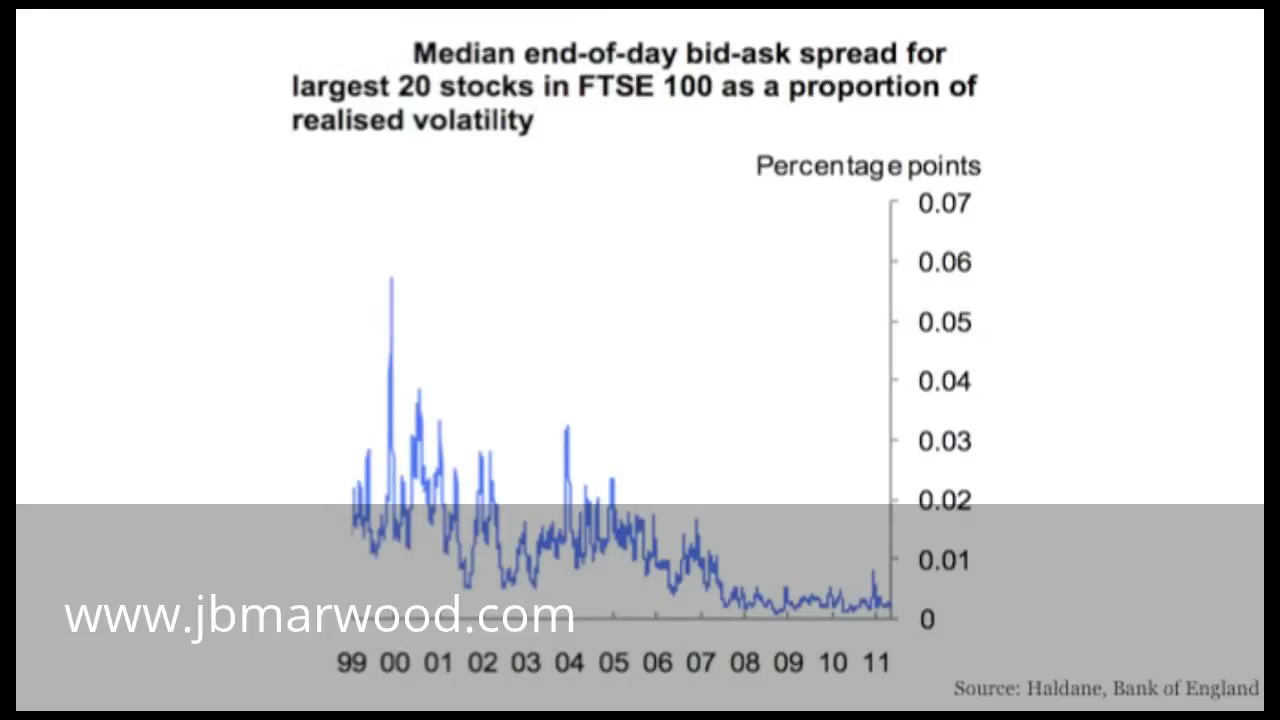 Median end-of-day bid-ask spread for
largest 20 stocks in FTSE 100 as a proportion of
realised volatility
Percentage points
0.07
0.06
0.05
0.04
0.03
0.02
0.01
0
www.jbmarwood.com
99 00 01 02 03 04 05 06 07 08 09 10 11
Source: Haldane, Bank of England